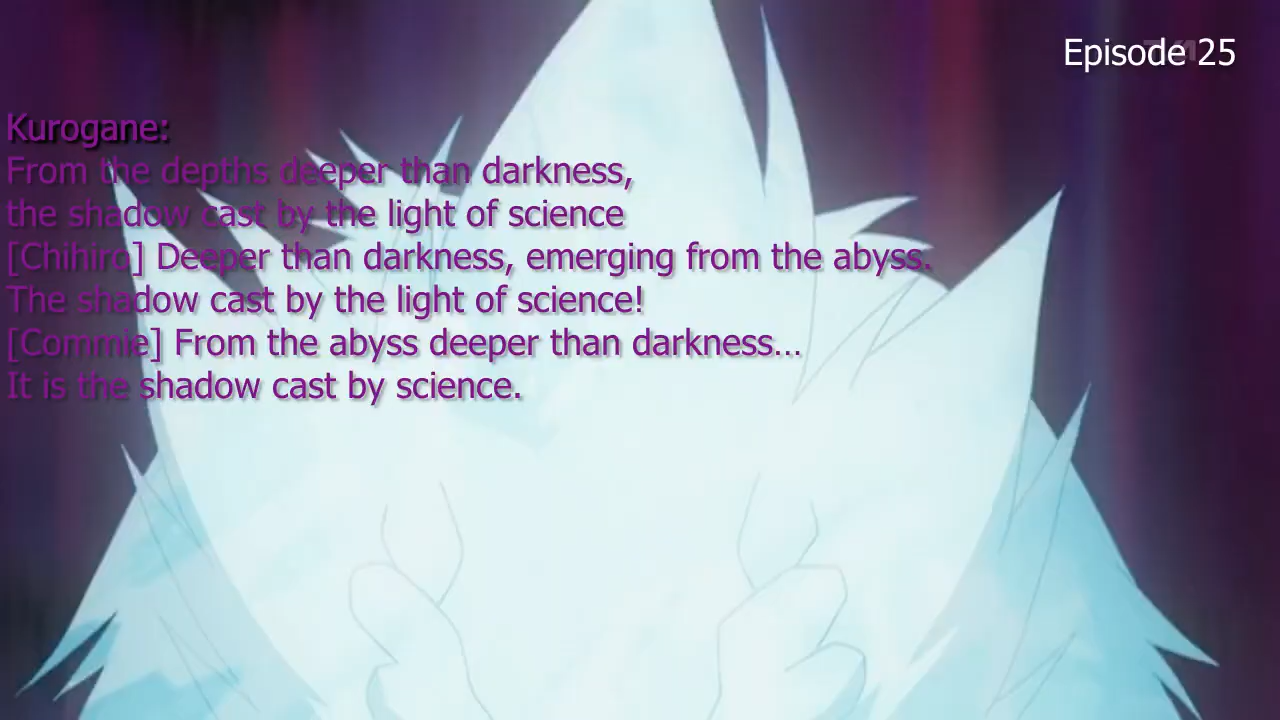 Episode 25
Kurogane:
From the depths deeper than darkness,
the shadow cast by the light of science
[Chihiro] Deeper than darkness, emerging from the abyss.
The shadow cast by the light of science!
[Commie] From the abyss deeper than darkness...
It is the shadow cast by science.